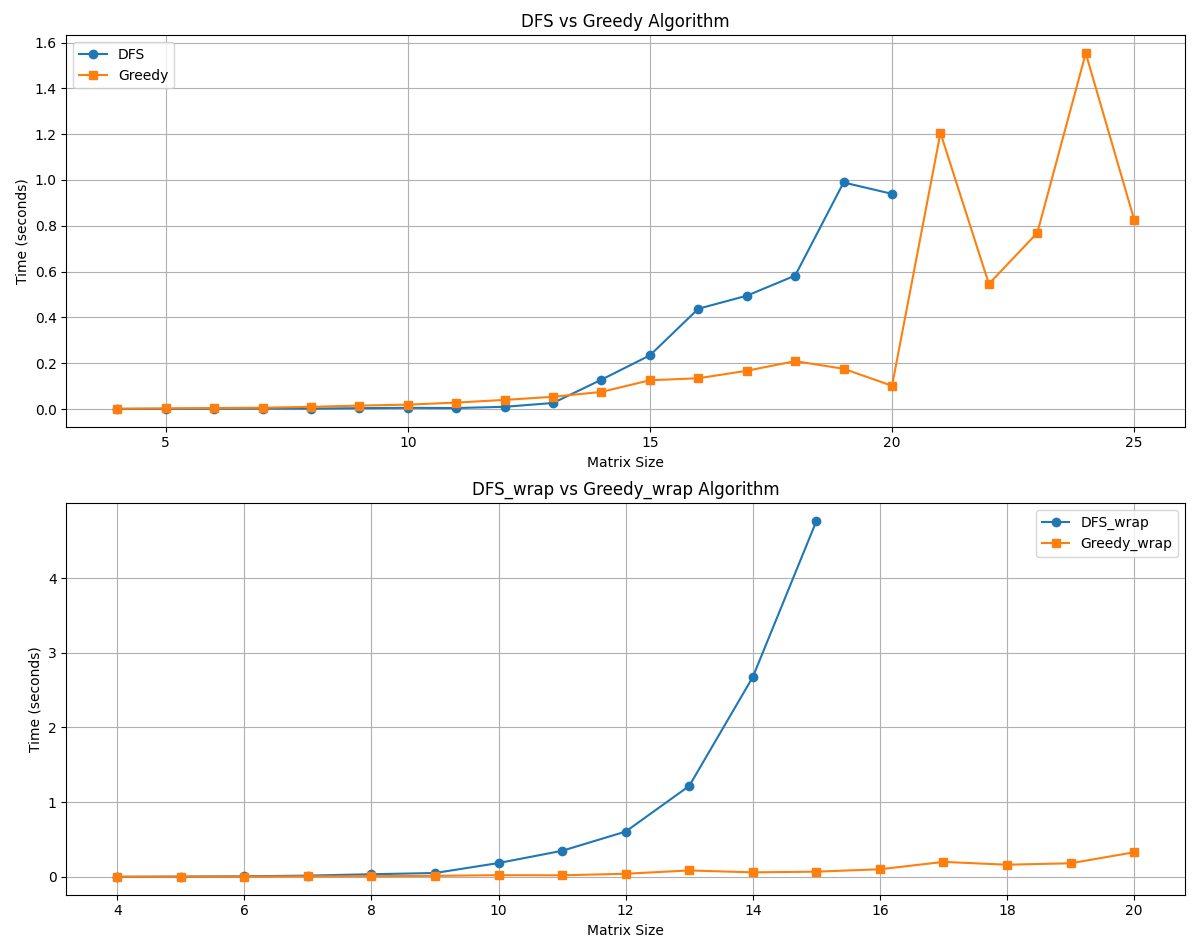 DFS vs Greedy Algorithm
DFS
Greedy
Time (seconds)
1.6
1.4
1.2
1.0
0.8
0.6
0.4
0.2
0.0
5 10 15 20 25
Matrix Size
DFS_wrap vs Greedy_wrap Algorithm
DFS_wrap
Greedy_wrap
Time (seconds)
4
3
2
1
0
4 6 8 10 12 14 16 18 20
Matrix Size